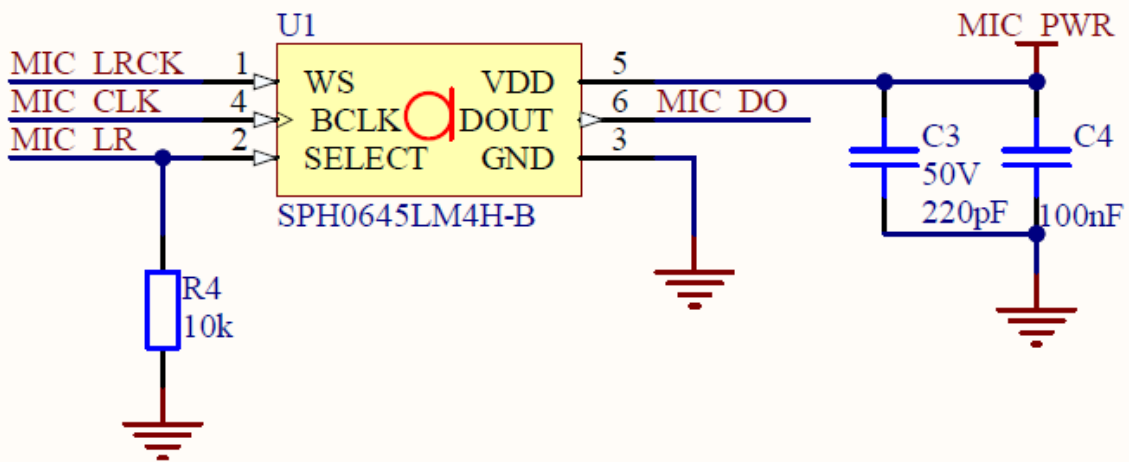 U1
MIC_PWR
MIC_LRCK 1 WS VDD 5
MIC_CLK 4 BCLK DOUT 6 MIC_DO
MIC_LR 2 SELECT GND 3
SPH0645LM4H-B
C3
50V
220pF
C4
100nF
R4
10k